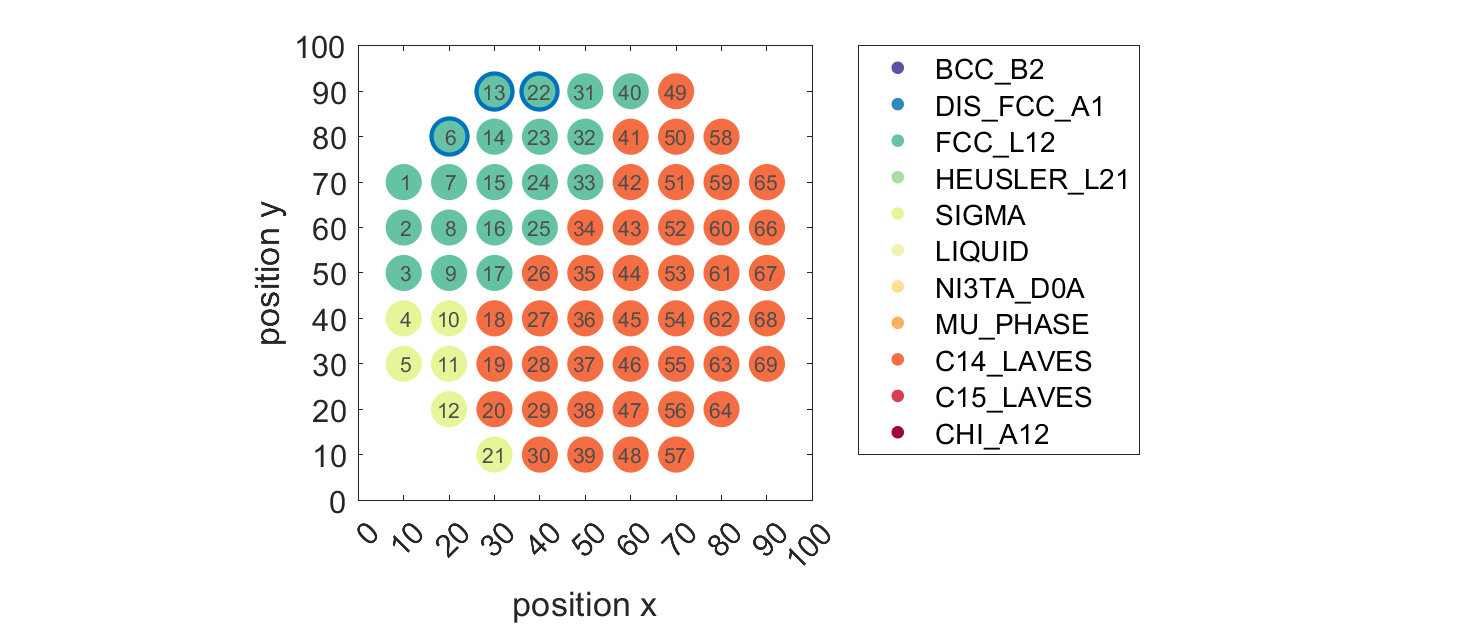 100
90
80
70
60
50
40
30
20
10
0
position y
13 22 31 40 49
6 14 23 32 41 50 58
1 7 15 24 33 42 51 59 65
2 8 16 25 34 43 52 60 66
3 9 17 26 35 44 53 61 67
4 10 18 27 36 45 54 62 68
5 11 19 28 37 46 55 63 69
12 20 29 38 47 56 64
21 30 39 48 57
0 10 20 30 40 50 60 70 80 90 100
position x
BCC_B2
DIS_FCC_A1
FCC_L12
HEUSLER_L21
SIGMA
LIQUID
NI3TA_D0A
MU_PHASE
C14_LAVES
C15_LAVES
CHI_A12